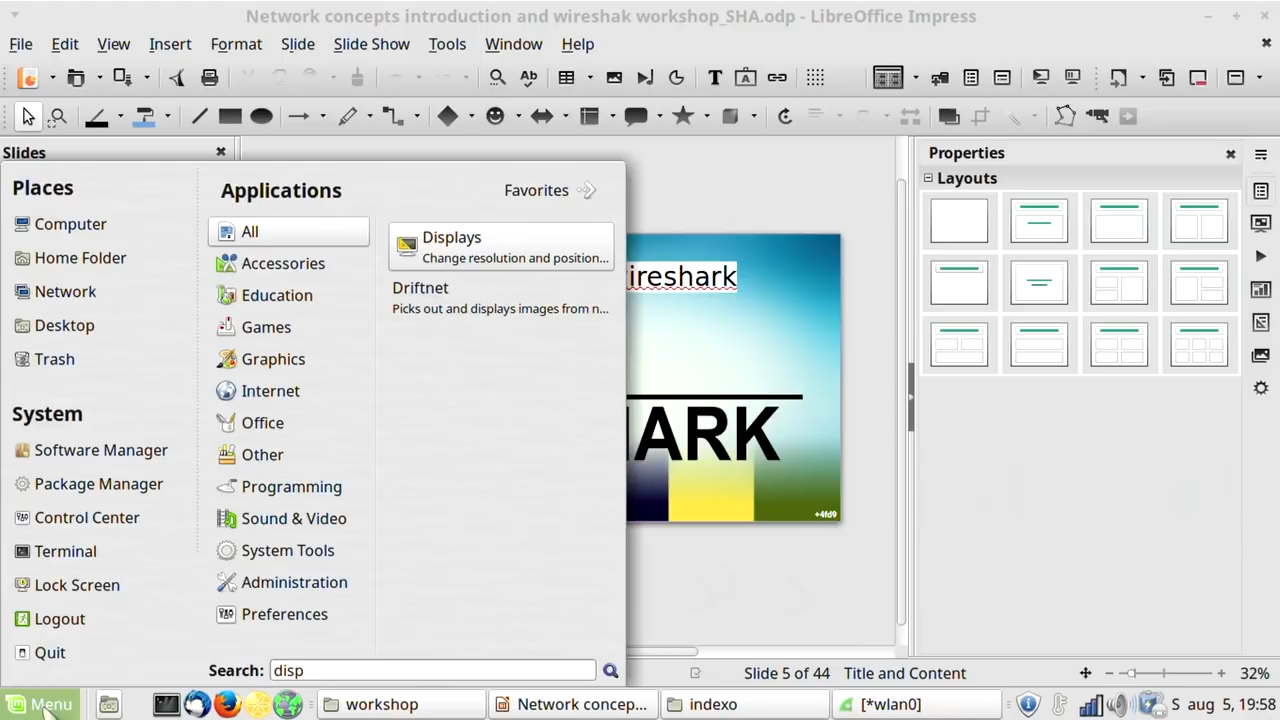 Network concepts introduction and wireshak workshop_SHA.odp - LibreOffice Impress
File Edit View Insert Format Slide Slide Show Tools Window Help
Slides
Properties
Layouts
Places
Computer
Home Folder
Network
Desktop
Trash
System
Software Manager
Package Manager
Control Center
Terminal
Lock Screen
Logout
Quit
Applications
Favorites
All
Accessories
Education
Games
Graphics
Internet
Office
Other
Programming
Sound & Video
System Tools
Administration
Preferences
Displays
Change resolution and position...
Driftnet
Picks out and displays images from n...
Search: disp
ireshark
ARK
+4fd9
Slide 5 of 44 Title and Content 32%
Menu workshop Network concep... indexo [*wlan0] S aug 5, 19:58